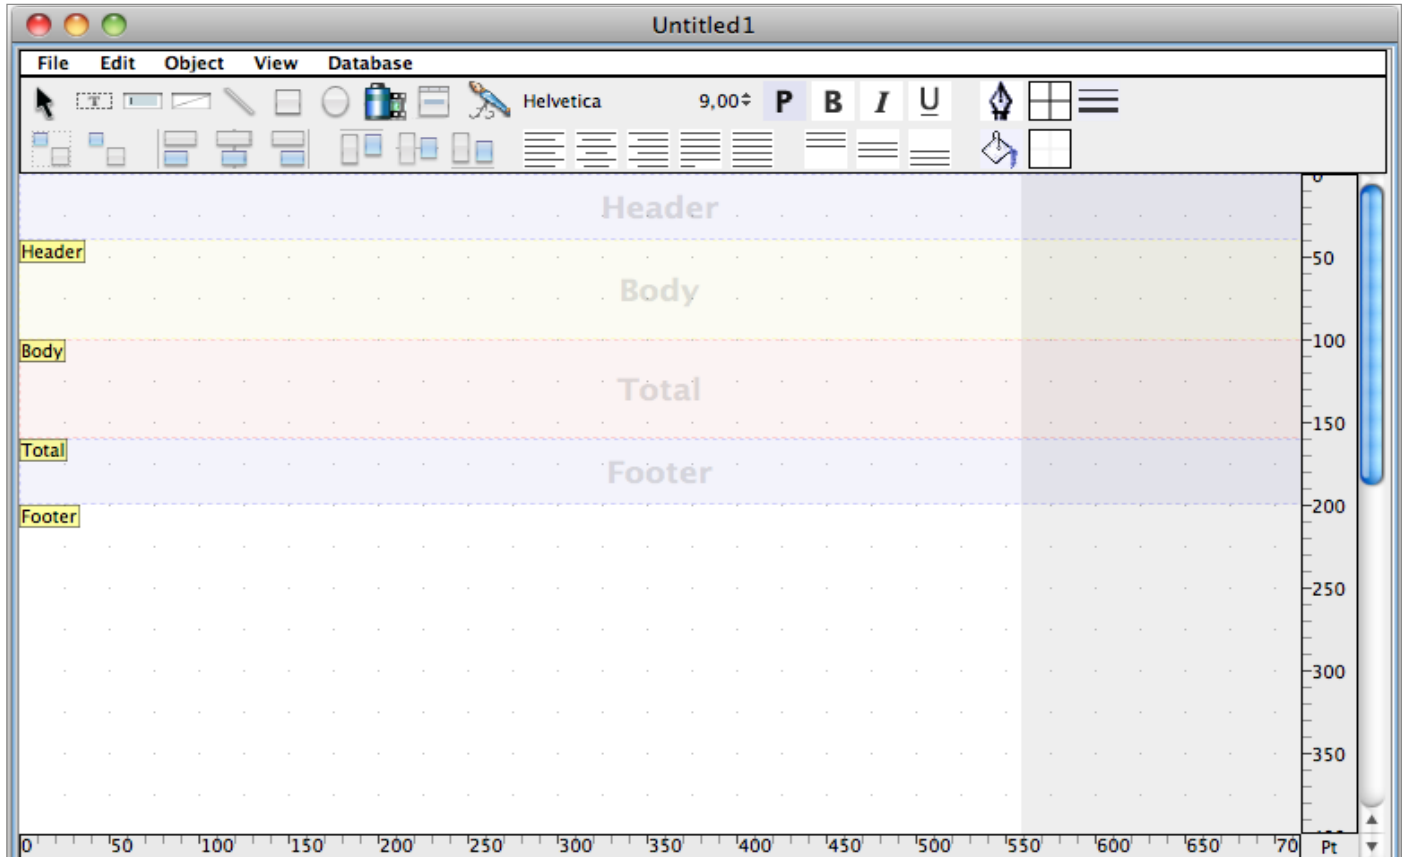 Untitled1
File Edit Object View Database
T Helvetica 9,00 P B I U
0
Header
Header
50
Body
100
Body
Total
150
Total
Footer
200
Footer
250
300
350
0 50 100 150 200 250 300 350 400 450 500 550 600 650 70 Pt